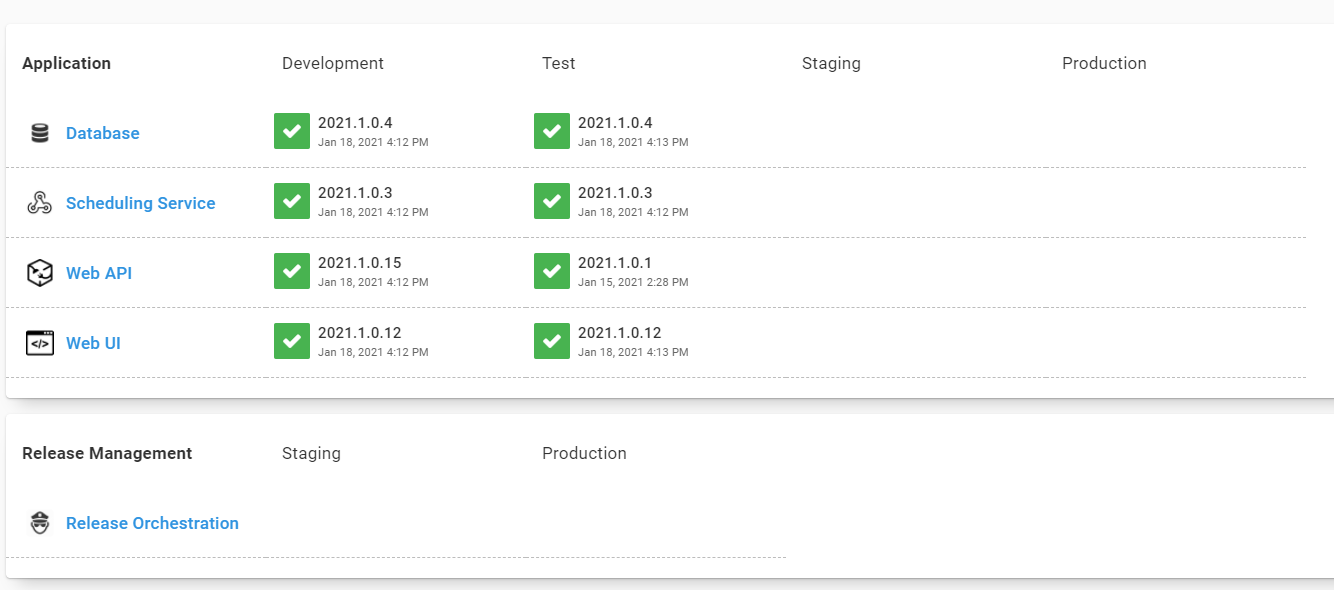 Application Development Test Staging Production
Database 2021.1.0.4 2021.1.0.4
Jan 18, 2021 4:12 PM Jan 18, 2021 4:13 PM
Scheduling Service 2021.1.0.3 2021.1.0.3
Jan 18, 2021 4:12 PM Jan 18, 2021 4:12 PM
Web API 2021.1.0.15 2021.1.0.1
Jan 18, 2021 4:12 PM Jan 15, 2021 2:28 PM
Web UI 2021.1.0.12 2021.1.0.12
Jan 18, 2021 4:12 PM Jan 18, 2021 4:13 PM
Release Management Staging Production
Release Orchestration